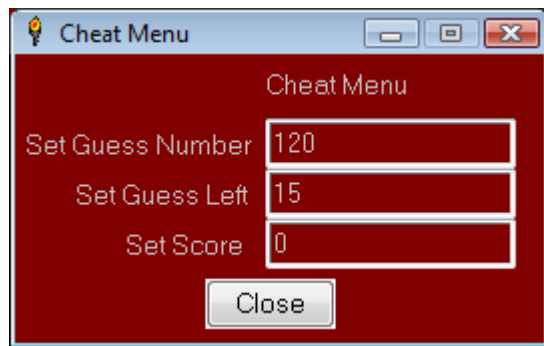 Cheat Menu
Cheat Menu
Set Guess Number 120
Set Guess Left 15
Set Score 0
Close